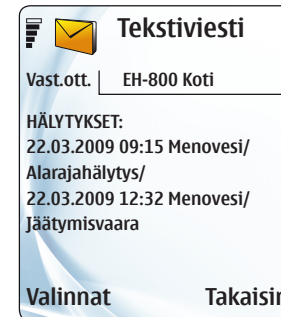 Tekstiviesti
Vast.ott. EH-800 Koti
HÄLYTYKSET:
22.03.2009 09:15 Menovesi/
Alarajahälytys/
22.03.2009 12:32 Menovesi/
Jäätymisvaara
Valinnat Takaisin